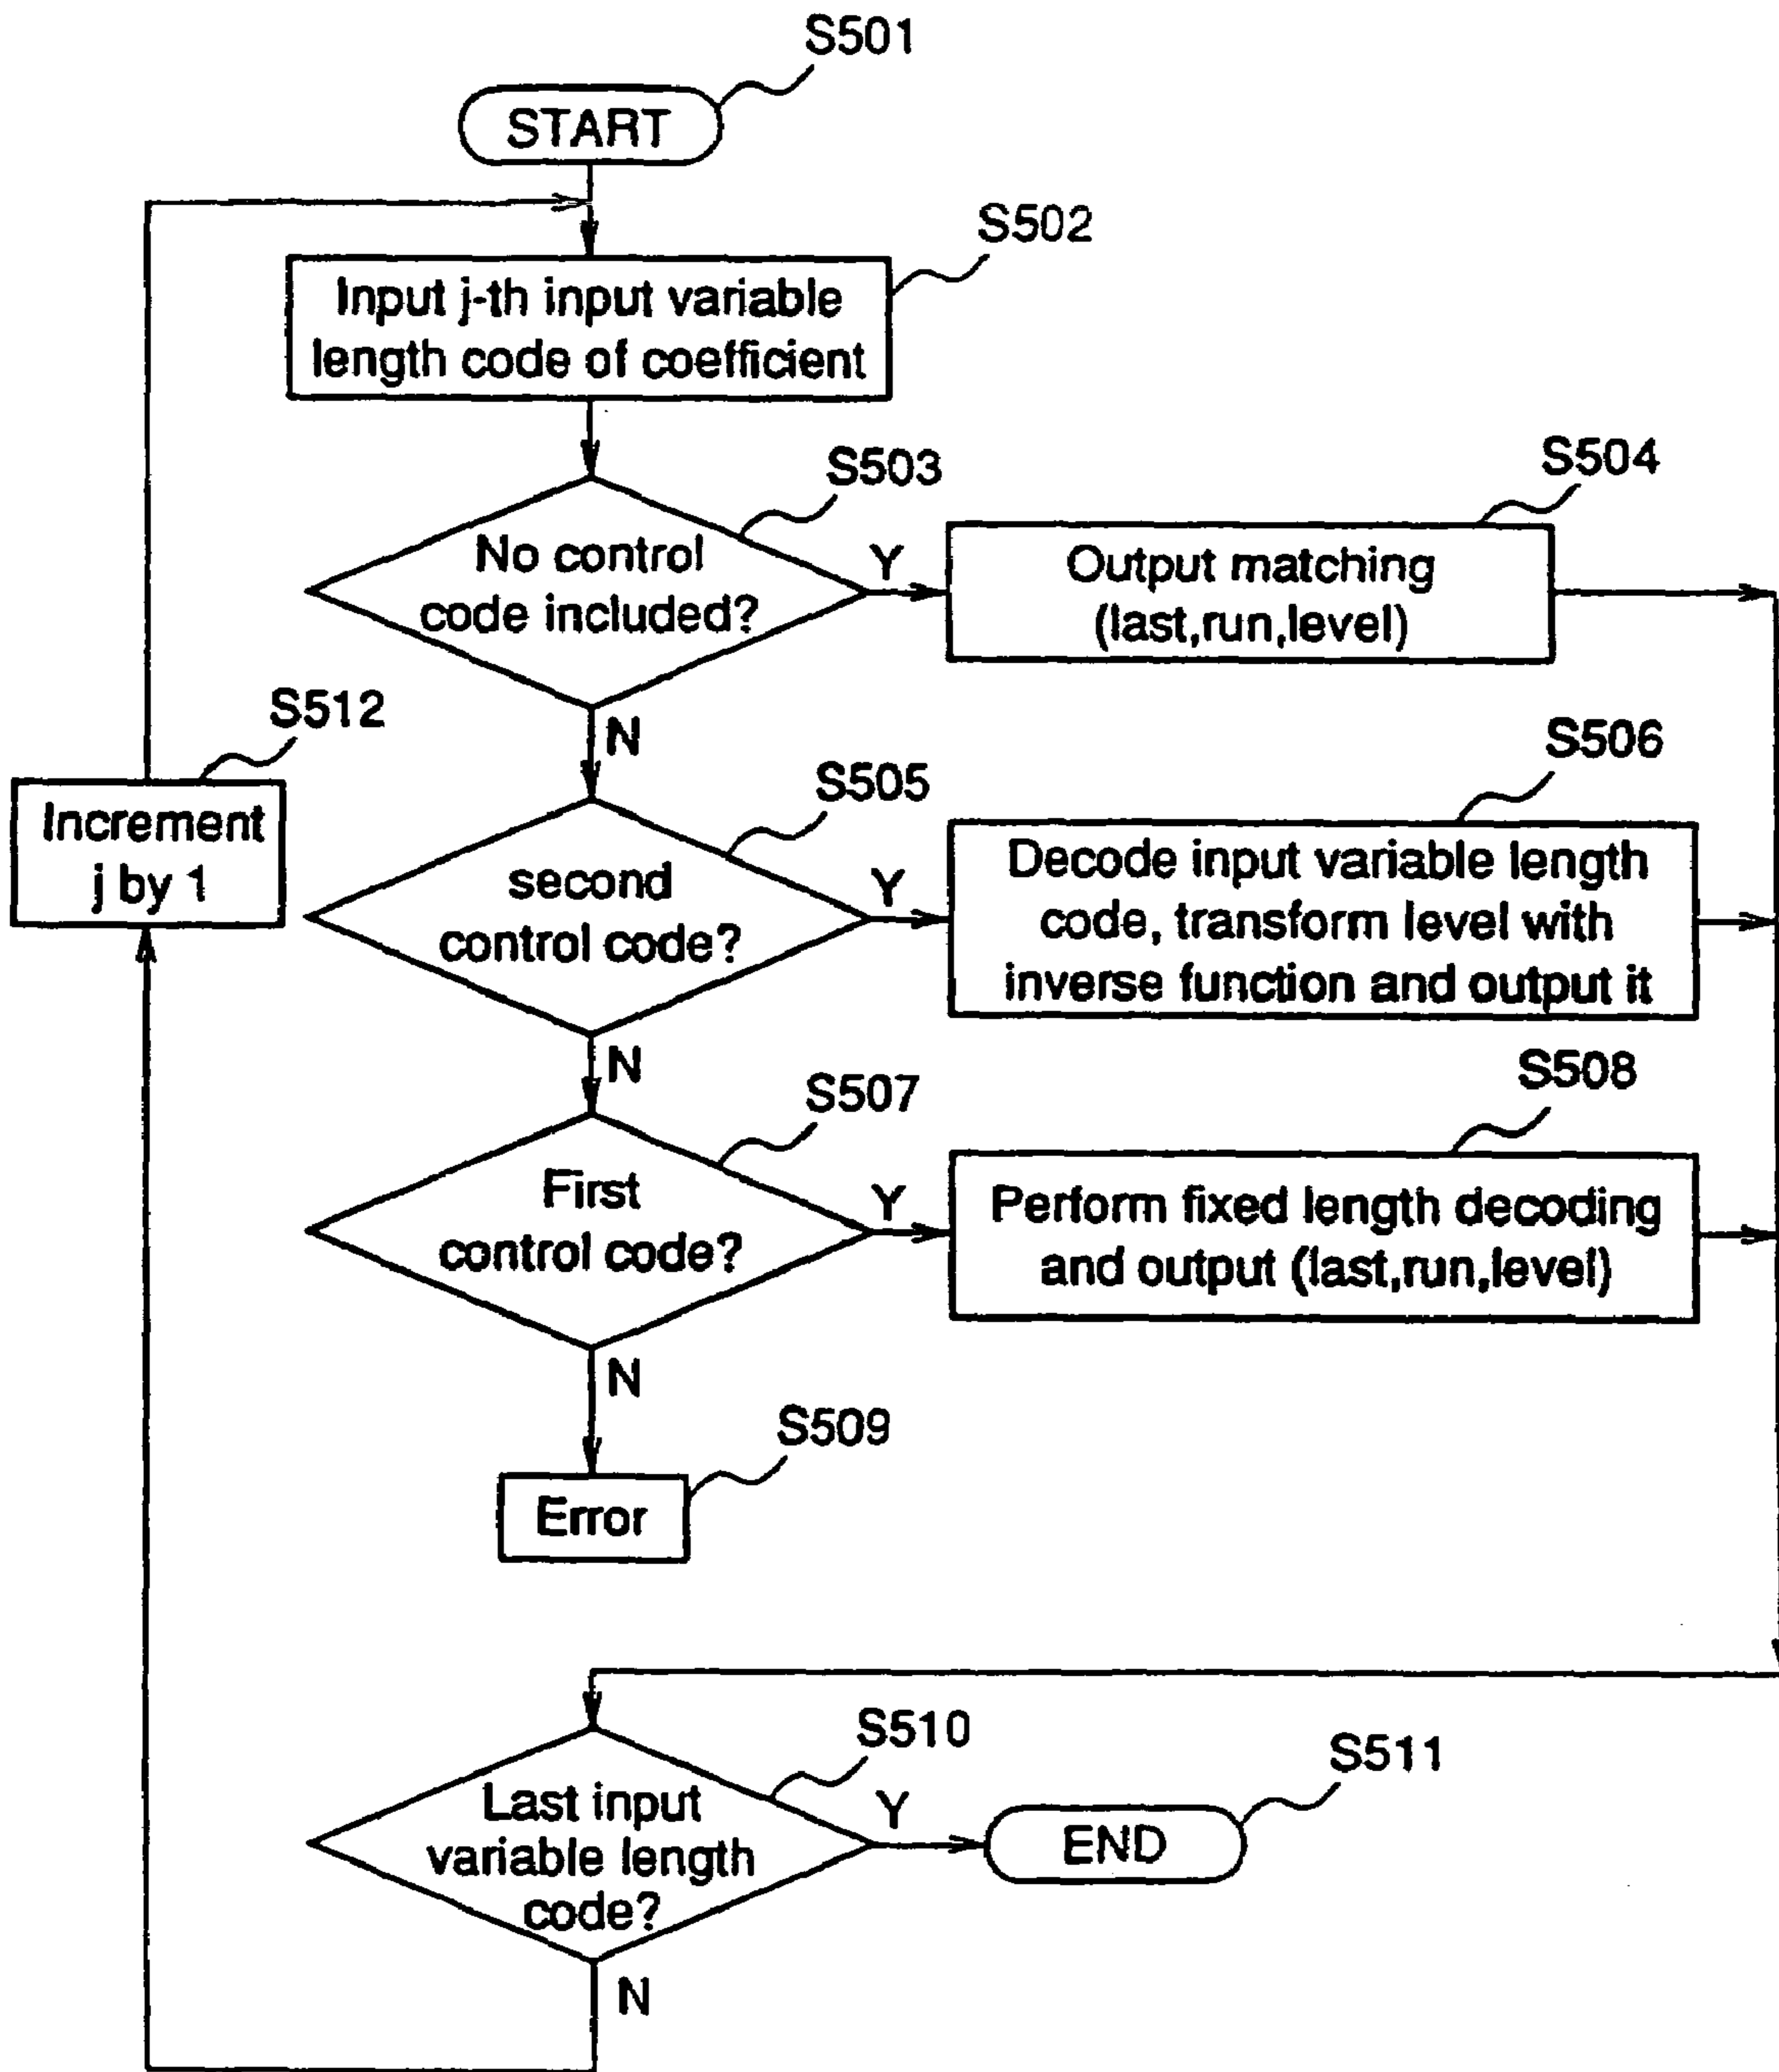 S501
START
S502
Input j-th input variable
length code of coefficient
S503
No control
code included?
Y
S504
Output matching
(last,run,level)
N
S512
Increment
j by 1
S505
second
control code?
Y
S506
Decode input variable length
code, transform level with
inverse function and output it
N
S507
First
control code?
Y
S508
Perform fixed length decoding
and output (last,run,level)
N
S509
Error
S510
Last input
variable length
code?
Y
S511
END
N